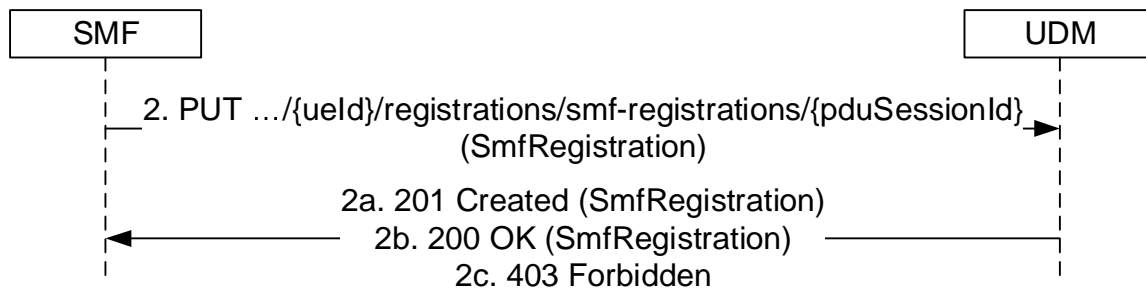 SMF
UDM
2. PUT …/{ueId}/registrations/smf-registrations/{pduSessionId}
(SmfRegistration)
2a. 201 Created (SmfRegistration)
2b. 200 OK (SmfRegistration)
2c. 403 Forbidden